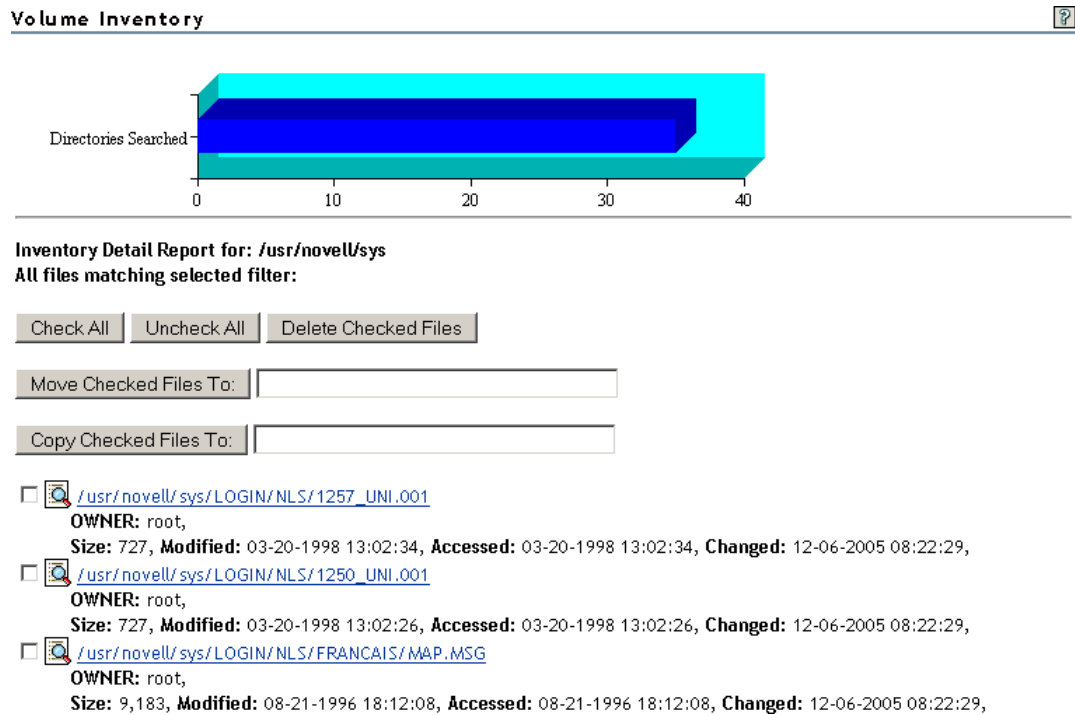 Volume Inventory
?
Directories Searched
0 10 20 30 40
Inventory Detail Report for: /usr/novell/sys
All files matching selected filter:
Check All Uncheck All Delete Checked Files
Move Checked Files To:
Copy Checked Files To:
/usr/novell/sys/LOGIN/NLS/1257_UNI.001
OWNER: root,
Size: 727, Modified: 03-20-1998 13:02:34, Accessed: 03-20-1998 13:02:34, Changed: 12-06-2005 08:22:29,
/usr/novell/sys/LOGIN/NLS/1250_UNI.001
OWNER: root,
Size: 727, Modified: 03-20-1998 13:02:26, Accessed: 03-20-1998 13:02:26, Changed: 12-06-2005 08:22:29,
/usr/novell/sys/LOGIN/NLS/FRANCAIS/MAP.MSG
OWNER: root,
Size: 9,183, Modified: 08-21-1996 18:12:08, Accessed: 08-21-1996 18:12:08, Changed: 12-06-2005 08:22:29,